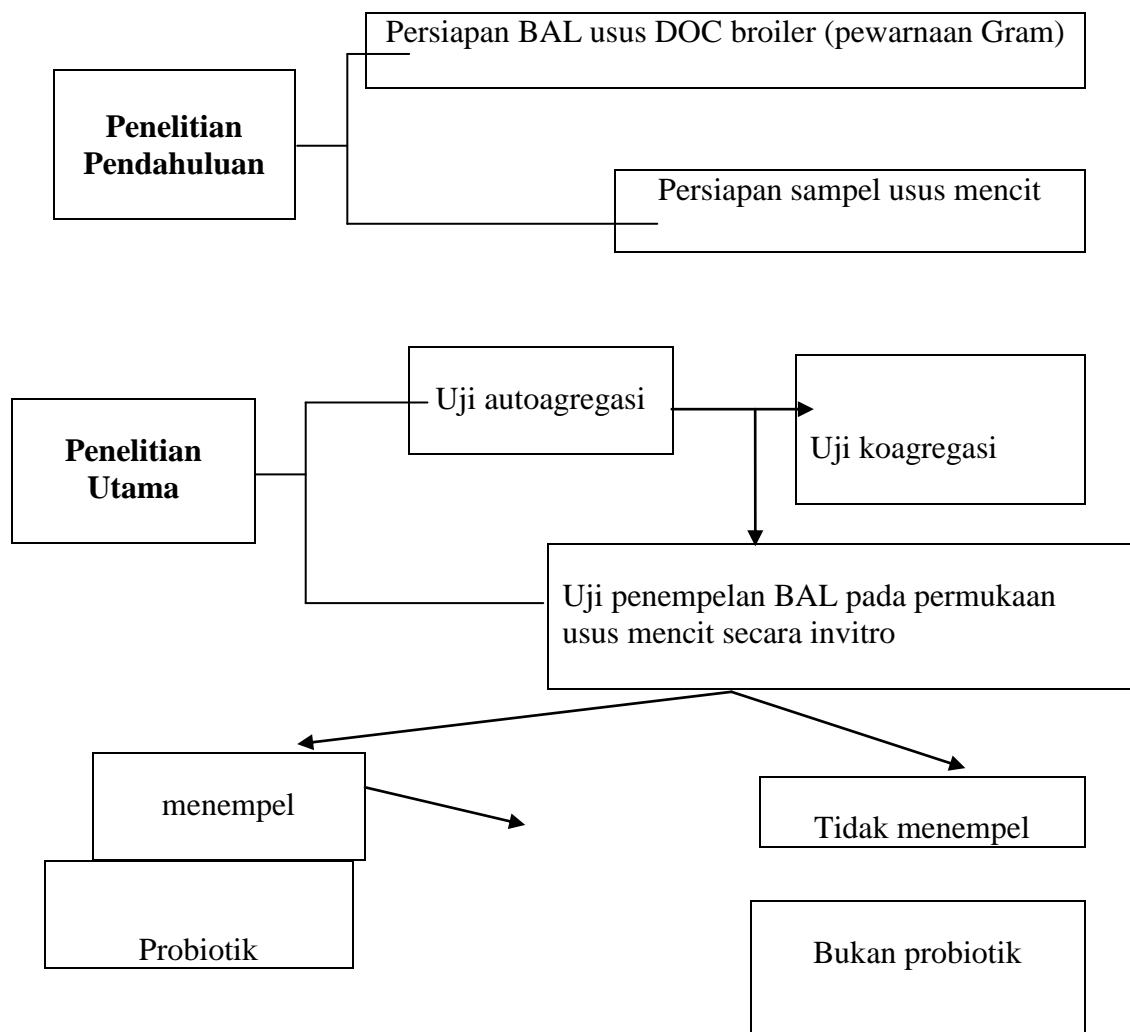 Persiapan BAL usus DOC broiler (pewarnaan Gram)
Penelitian
Pendahuluan
Persiapan sampel usus mencit
Uji autoagregasi
Penelitian
Utama
Uji koagregasi
Uji penempelan BAL pada permukaan
usus mencit secara invitro
menempel
Tidak menempel
Probiotik
Bukan probiotik